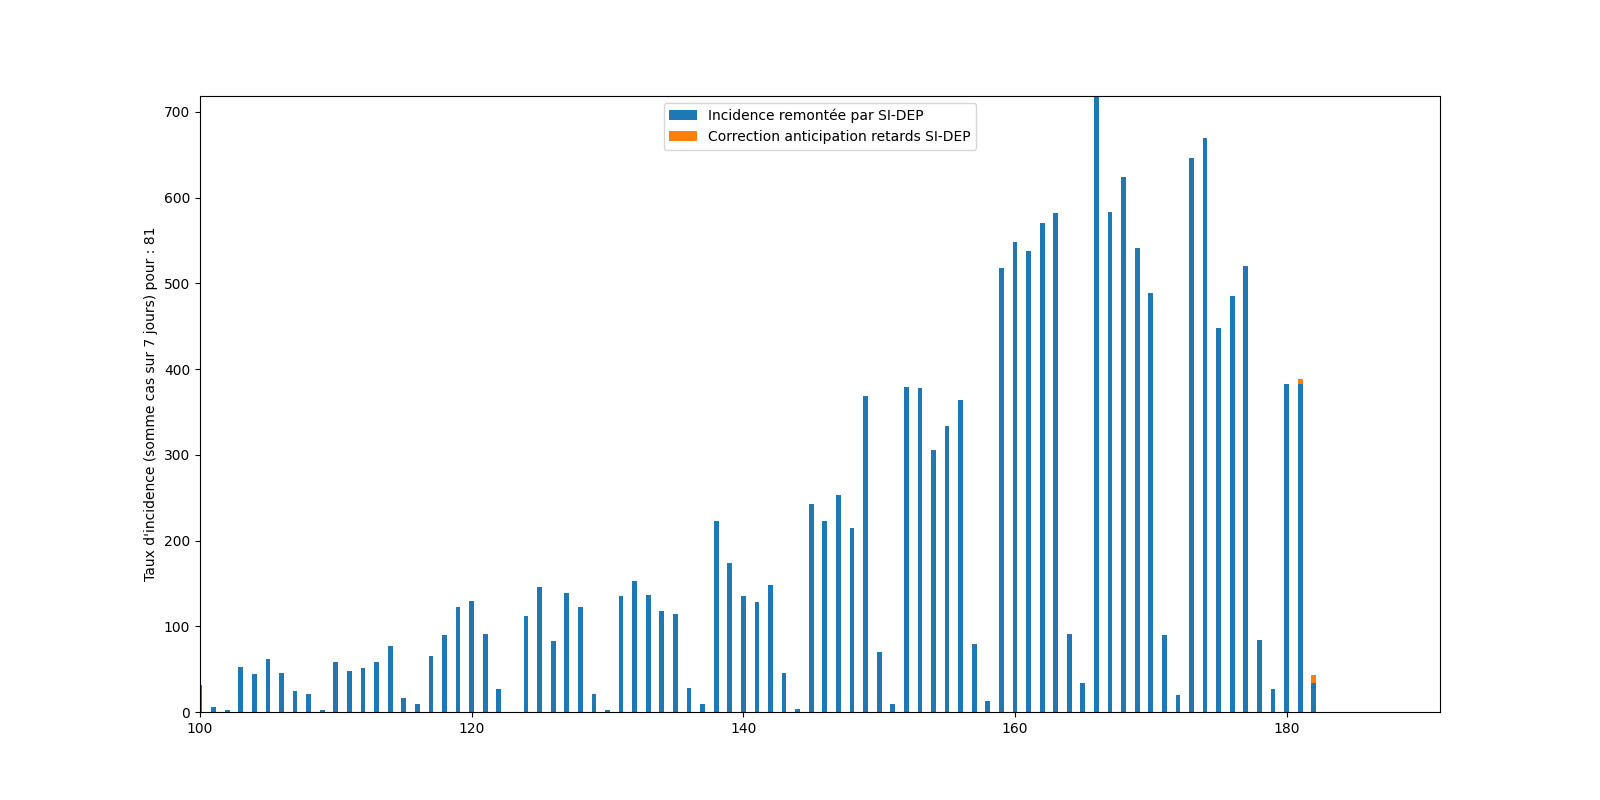 Incidence remontée par SI-DEP
Correction anticipation retards SI-DEP
Taux d'incidence (somme cas sur 7 jours) pour : 81
700
600
500
400
300
200
100
0
100 120 140 160 180